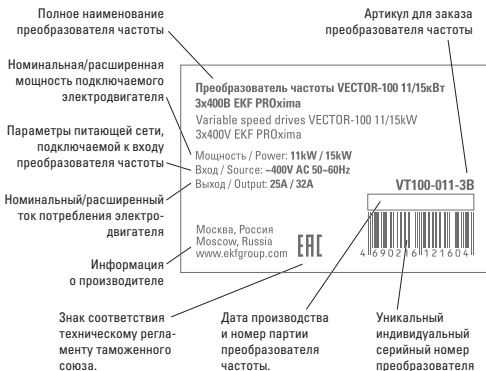 Полное наименование
преобразователя частоты
Артикул для заказа
преобразователя частоты
Номинальная/расширенная
мощность подключаемого
электродвигателя
Параметры питающей сети,
подключаемой к входу
преобразователя частоты
Номинальный/расширенный
ток потребления электро-
двигателя
Информация
о производителе
Преобразователь частоты VECTOR-100 11/15кВт
3х400В EKF PROxima
Variable speed drives VECTOR-100 11/15kW
3x400V EKF PROxima
Мощность / Power: 11kW / 15kW
Вход / Source: ~400V AC 50~60Hz
Выход / Output: 25A / 32A
VT100-011-3B
Москва, Россия
Moscow, Russia
www.ekfgroup.com
EAC
4 690216 121604
Знак соответствия
техническому регла-
менту таможенного
союза.
Дата производства
и номер партии
преобразователя
частоты.
Уникальный
индивидуальный
серийный номер
преобразователя